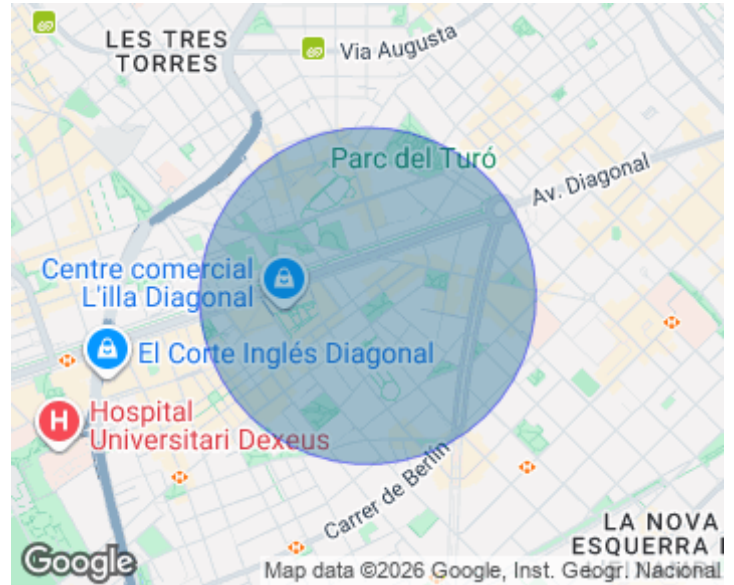 LES TRES
TORRES
Via Augusta
Parc del Turó
Av. Diagonal
Centre comercial
L'illa Diagonal
El Corte Inglés Diagonal
H
Hospital
Universitari Dexeus
Carrer de Berlín
LA NOVA
ESQUERRA
Google
Map data ©2026 Google, Inst. Geogr. Nacional